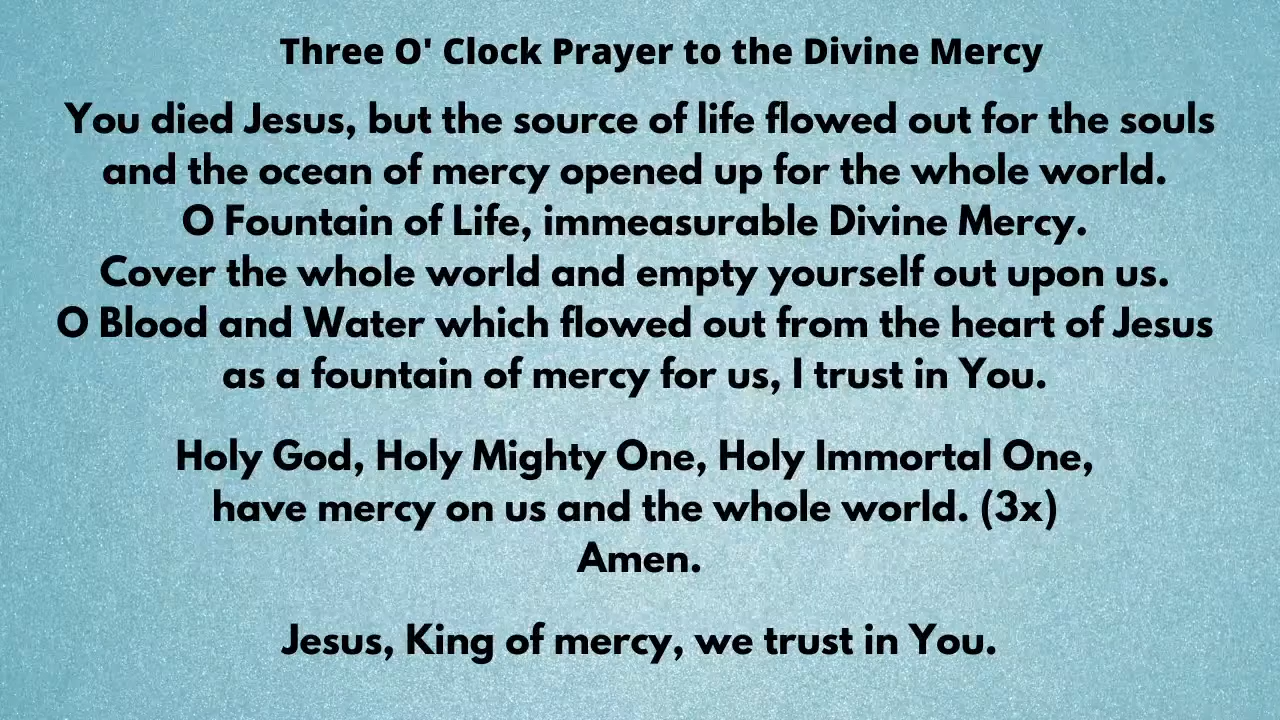 Three O' Clock Prayer to the Divine Mercy
You died Jesus, but the source of life flowed out for the souls
and the ocean of mercy opened up for the whole world.
O Fountain of Life, immeasurable Divine Mercy.
Cover the whole world and empty yourself out upon us.
O Blood and Water which flowed out from the heart of Jesus
as a fountain of mercy for us, I trust in You.
Holy God, Holy Mighty One, Holy Immortal One,
have mercy on us and the whole world. (3x)
Amen.
Jesus, King of mercy, we trust in You.